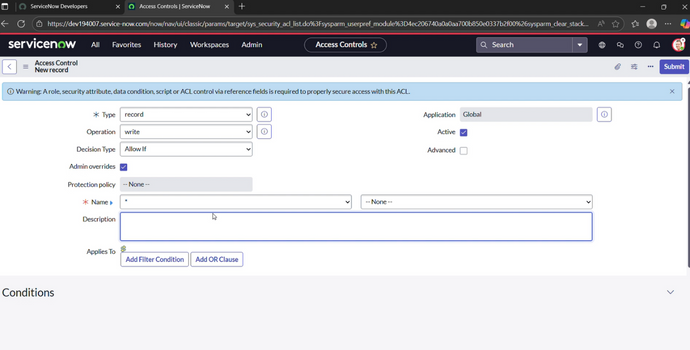 ServiceNow Developers
Access Controls | ServiceNow
https://dev194007.service-now.com/now/nav/ui/classic/params/target/sys_security_acl_list.do%3Fsysparm_userpref_module%3D4ec206740a0a0aa700b850e0337b2f00%26sysparm_clear_stack...
servicenow
All Favorites History Workspaces Admin
Access Controls
Search
Access Control
New record
Submit
Warning: A role, security attribute, data condition, script or ACL control via reference fields is required to properly secure access with this ACL.
* Type record
Application Global
Operation write
Active
Decision Type Allow If
Advanced
Admin overrides
Protection policy -- None --
* Name * -- None --
Description
Applies To
Add Filter Condition Add OR Clause
Conditions